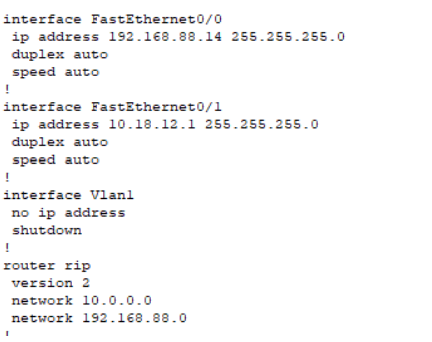 interface FastEthernet0/0
 ip address 192.168.88.14 255.255.255.0
 duplex auto
 speed auto
!
interface FastEthernet0/1
 ip address 10.18.12.1 255.255.255.0
 duplex auto
 speed auto
!
interface Vlan1
 no ip address
 shutdown
!
router rip
 version 2
 network 10.0.0.0
 network 192.168.88.0
!